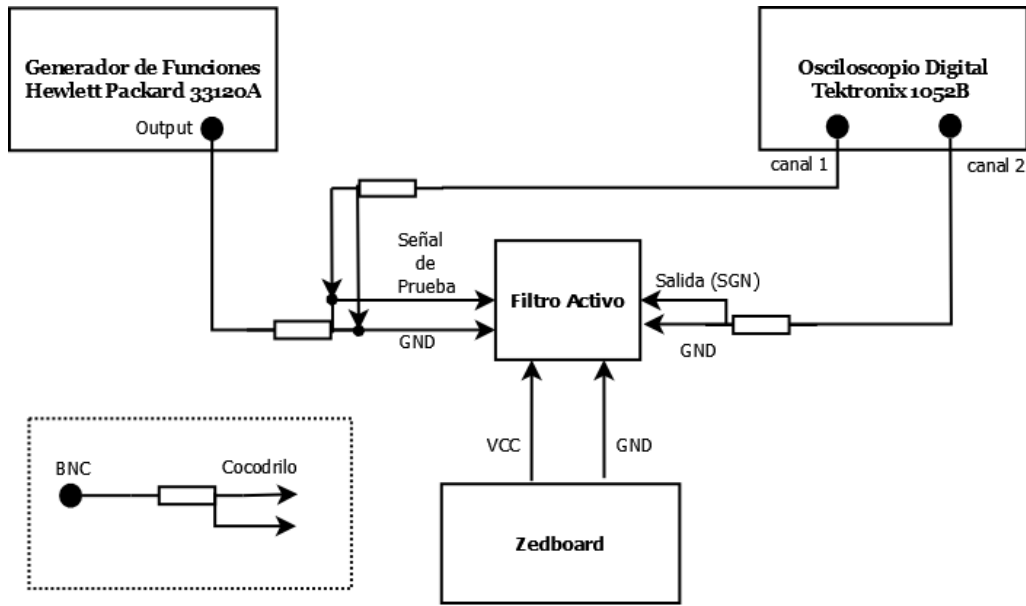 Generador de Funciones
Hewlett Packard 33120A
Output
Osciloscopio Digital
Tektronix 1052B
canal 1
canal 2
Señal
de
Prueba
GND
Filtro Activo
Salida (SGN)
GND
VCC
GND
BNC
Cocodrilo
Zedboard